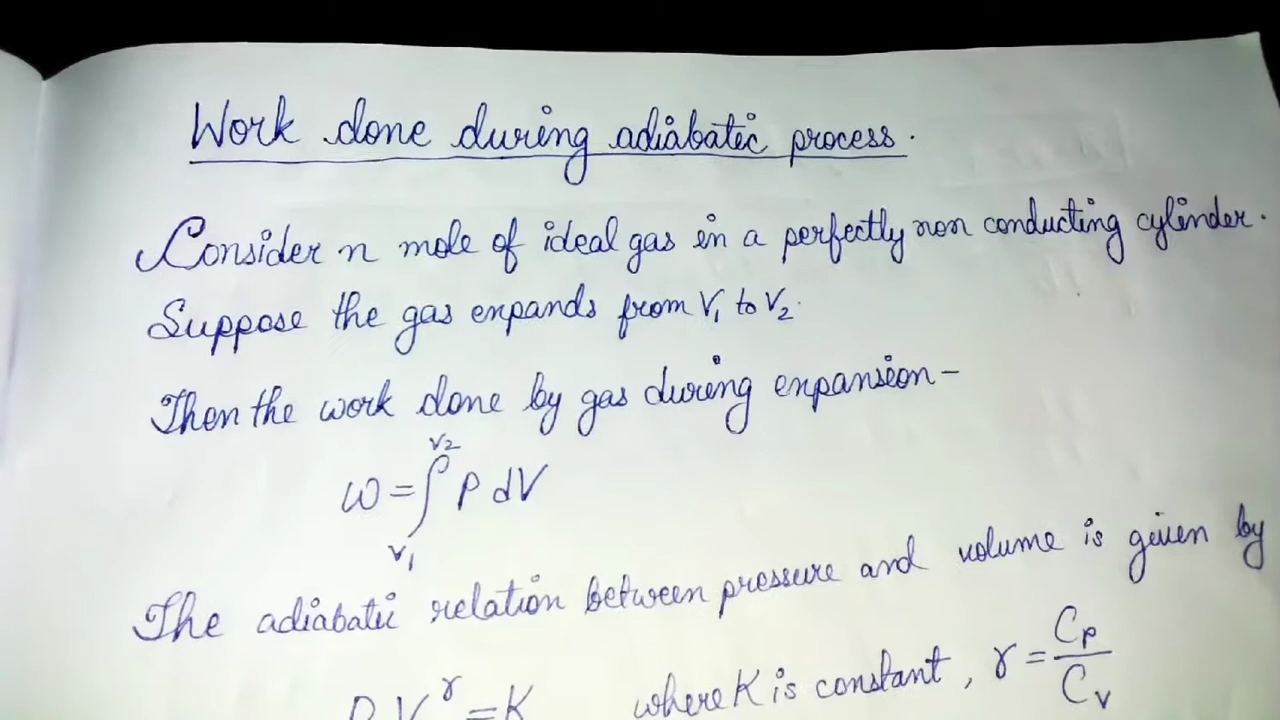 Work done during adiabatic process.
Consider n mole of ideal gas in a perfectly non conducting cylinder.
Suppose the gas expands from V₁ to V₂.
Then the work done by gas during expansion –
W = ∫_{V₁}^{V₂} P dV
The adiabatic relation between pressure and volume is given by
P V^γ = K where K is constant, γ = C_P / C_V